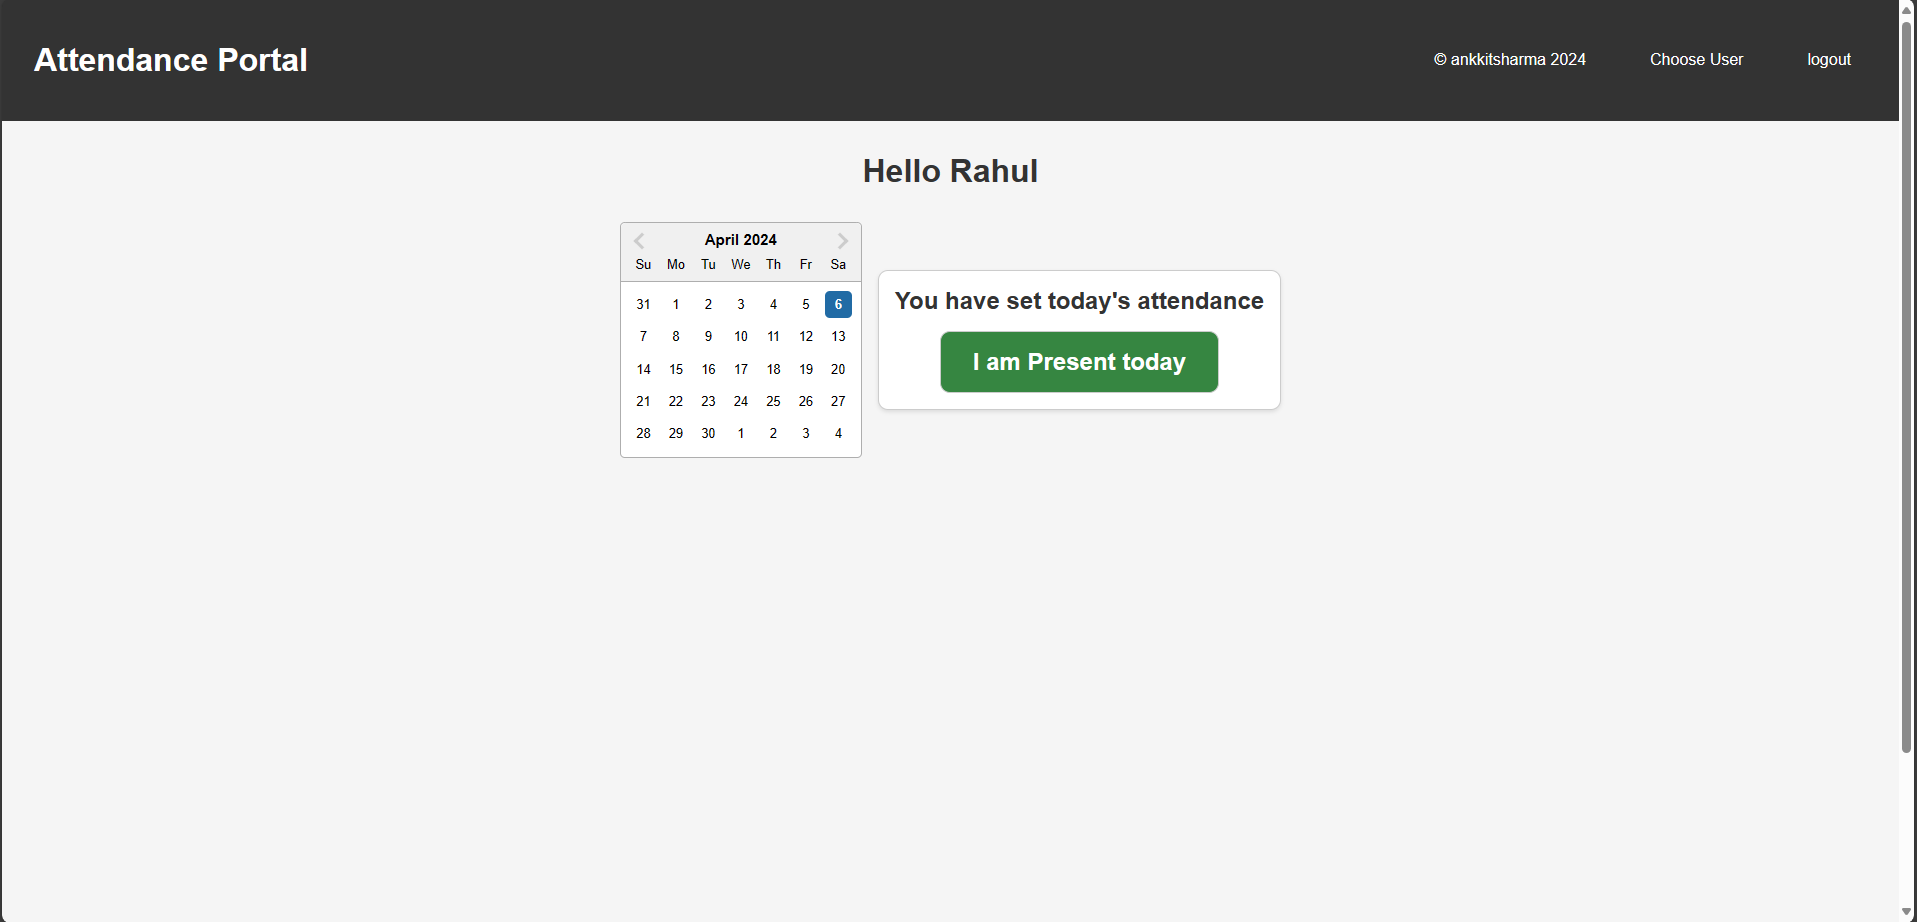 Attendance Portal
© ankkitsharma 2024
Choose User
logout
Hello Rahul
April 2024
Su Mo Tu We Th Fr Sa
31 1 2 3 4 5 6
7 8 9 10 11 12 13
14 15 16 17 18 19 20
21 22 23 24 25 26 27
28 29 30 1 2 3 4
You have set today's attendance
I am Present today